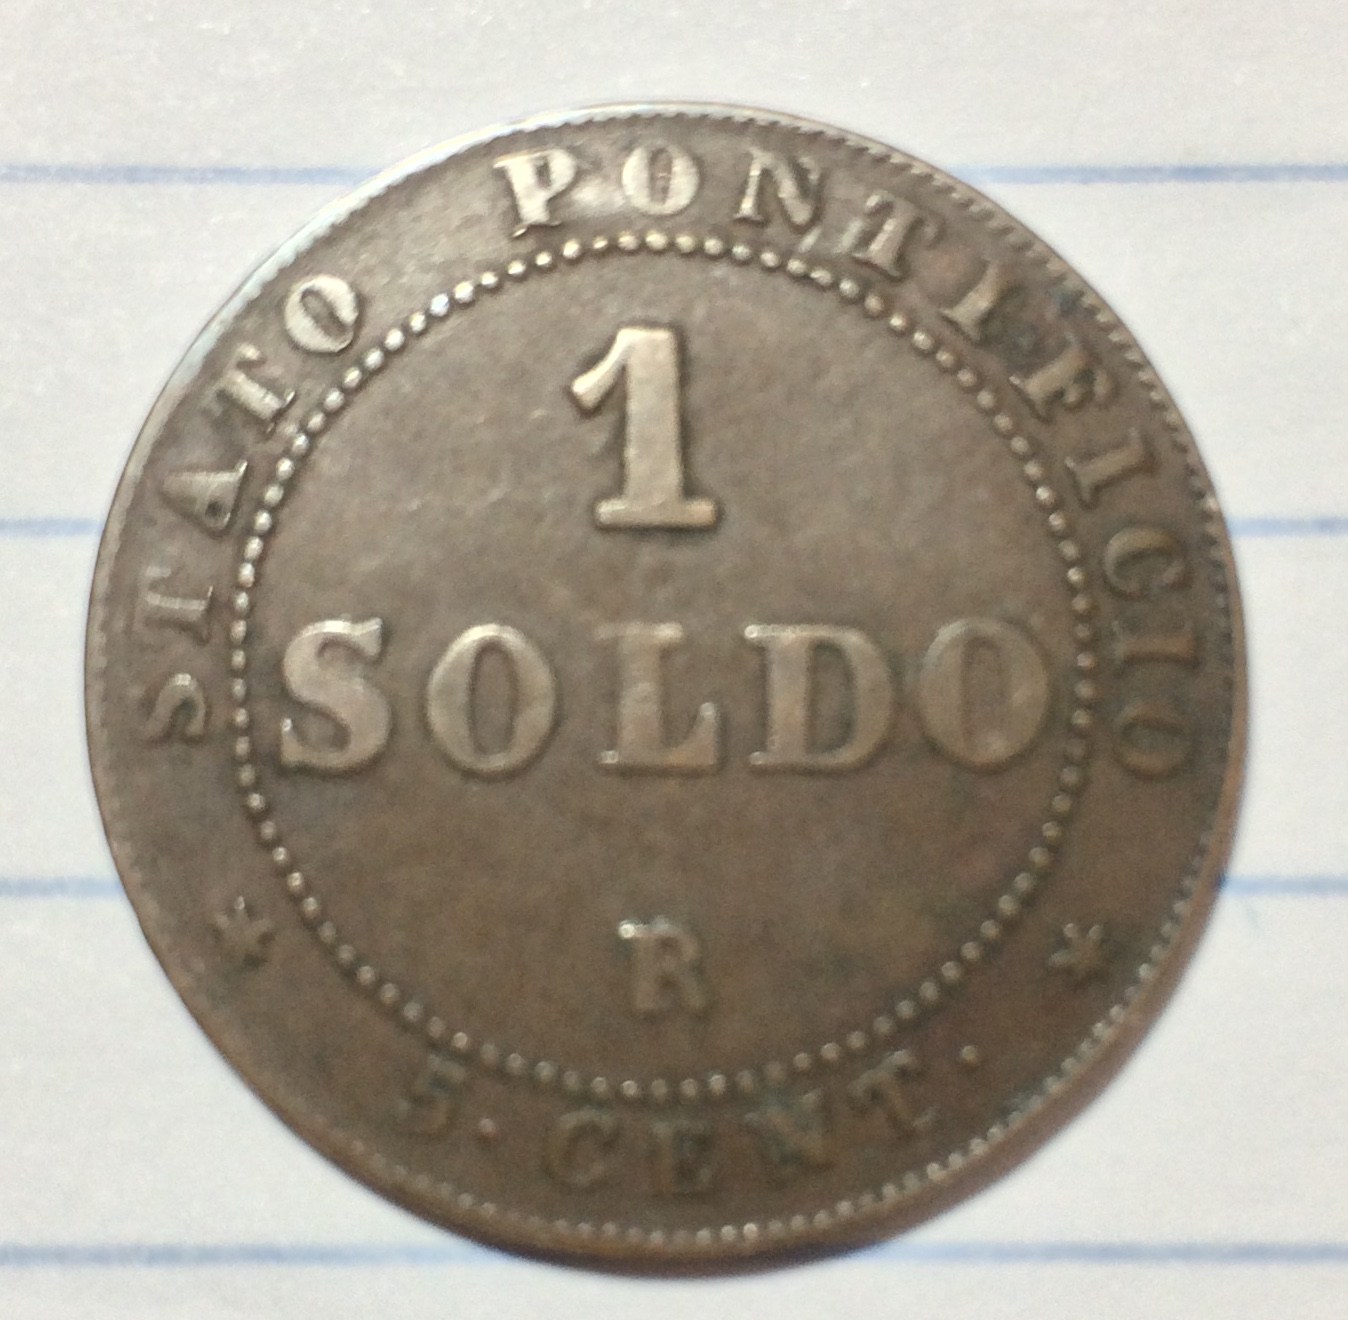 STATO PONTIFICIO
1
SOLDO
R
5. CENT.